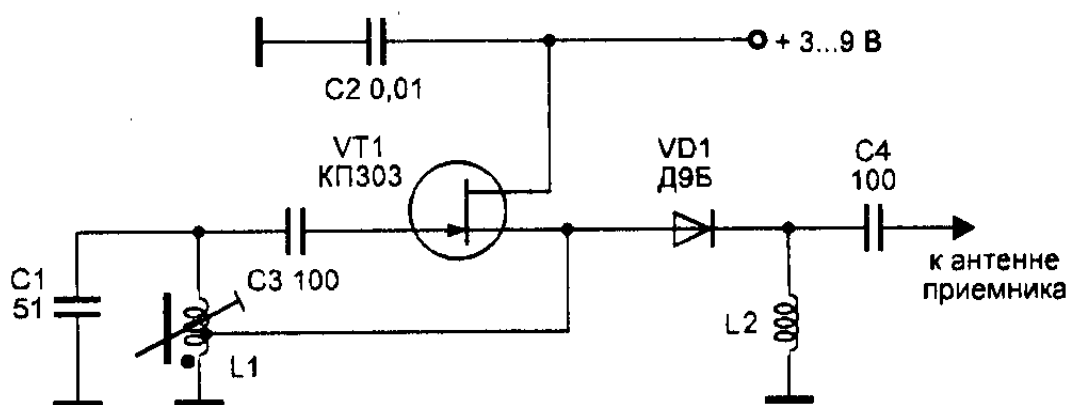 + 3...9 В
C2 0,01
VT1
КП303
VD1
Д9Б
C4
100
C1
51
C3 100
L1
L2
к антенне
приемника